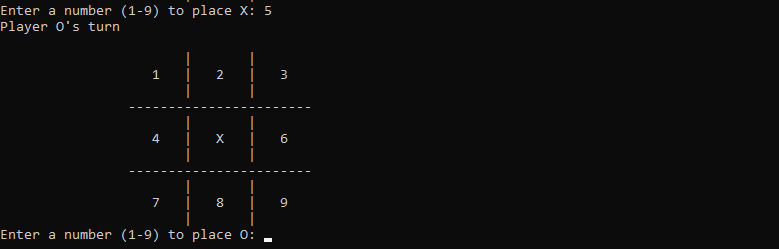 Enter a number (1-9) to place X: 5
Player O's turn
| |
1 | 2 | 3
| |
-----------------------
| |
4 | X | 6
| |
-----------------------
| |
7 | 8 | 9
| |
Enter a number (1-9) to place O: